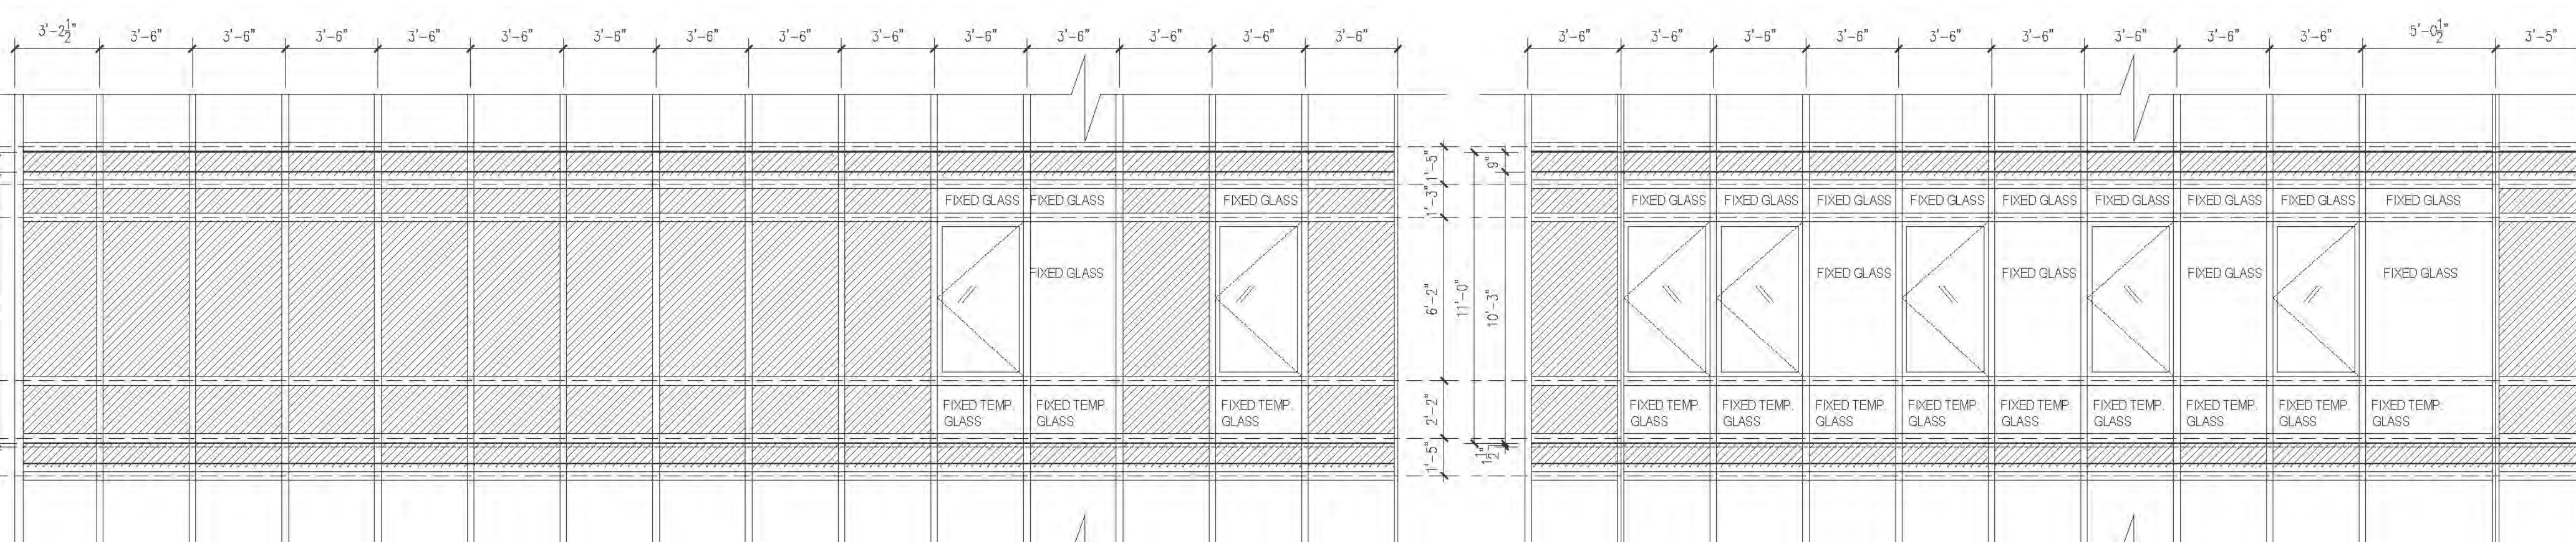 3'-2½" 3'-6" 3'-6" 3'-6" 3'-6" 3'-6" 3'-6" 3'-6" 3'-6" 3'-6" 3'-6" 3'-6" 3'-6" 3'-6" 3'-6"
3'-6" 3'-6" 3'-6" 3'-6" 3'-6" 3'-6" 3'-6" 3'-6" 3'-6" 5'-0½" 3'-5"
FIXED GLASS FIXED GLASS FIXED GLASS
FIXED GLASS
FIXED TEMP. FIXED TEMP. FIXED TEMP.
GLASS GLASS GLASS
1'-5"
1'-3"
6'-2"
2'-2"
1'-5"
11'-0"
9"
10'-3"
1½"
FIXED GLASS FIXED GLASS FIXED GLASS FIXED GLASS FIXED GLASS FIXED GLASS FIXED GLASS FIXED GLASS FIXED GLASS
FIXED GLASS FIXED GLASS FIXED GLASS FIXED GLASS
FIXED TEMP. FIXED TEMP. FIXED TEMP. FIXED TEMP. FIXED TEMP. FIXED TEMP. FIXED TEMP. FIXED TEMP. FIXED TEMP.
GLASS GLASS GLASS GLASS GLASS GLASS GLASS GLASS GLASS